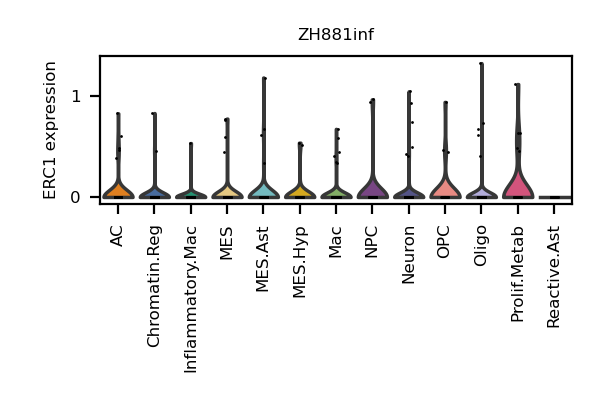 ZH881inf
ERC1 expression
1
0
AC
Chromatin.Reg
Inflammatory.Mac
MES
MES.Ast
MES.Hyp
Mac
NPC
Neuron
OPC
Oligo
Prolif.Metab
Reactive.Ast